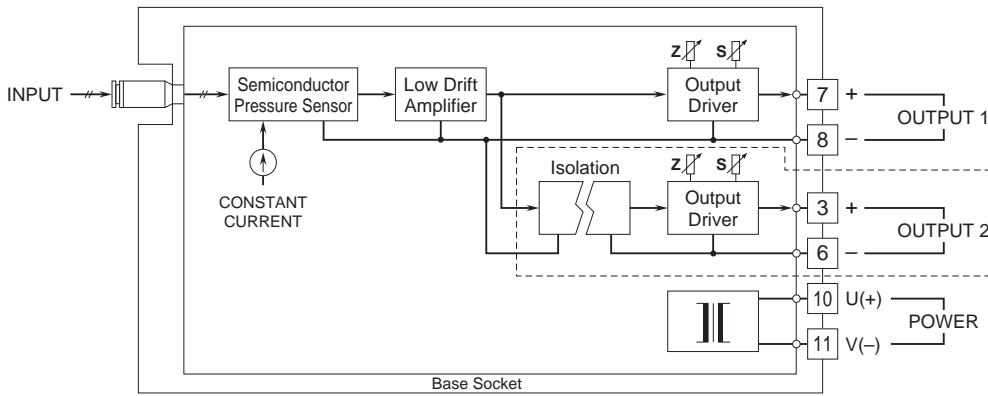 INPUT
Semiconductor
Pressure Sensor
Low Drift
Amplifier
Z
S
Output
Driver
7
+
8
–
OUTPUT 1
CONSTANT
CURRENT
Isolation
Z
S
Output
Driver
3
+
6
–
OUTPUT 2
10
U(+)
11
V(–)
POWER
Base Socket